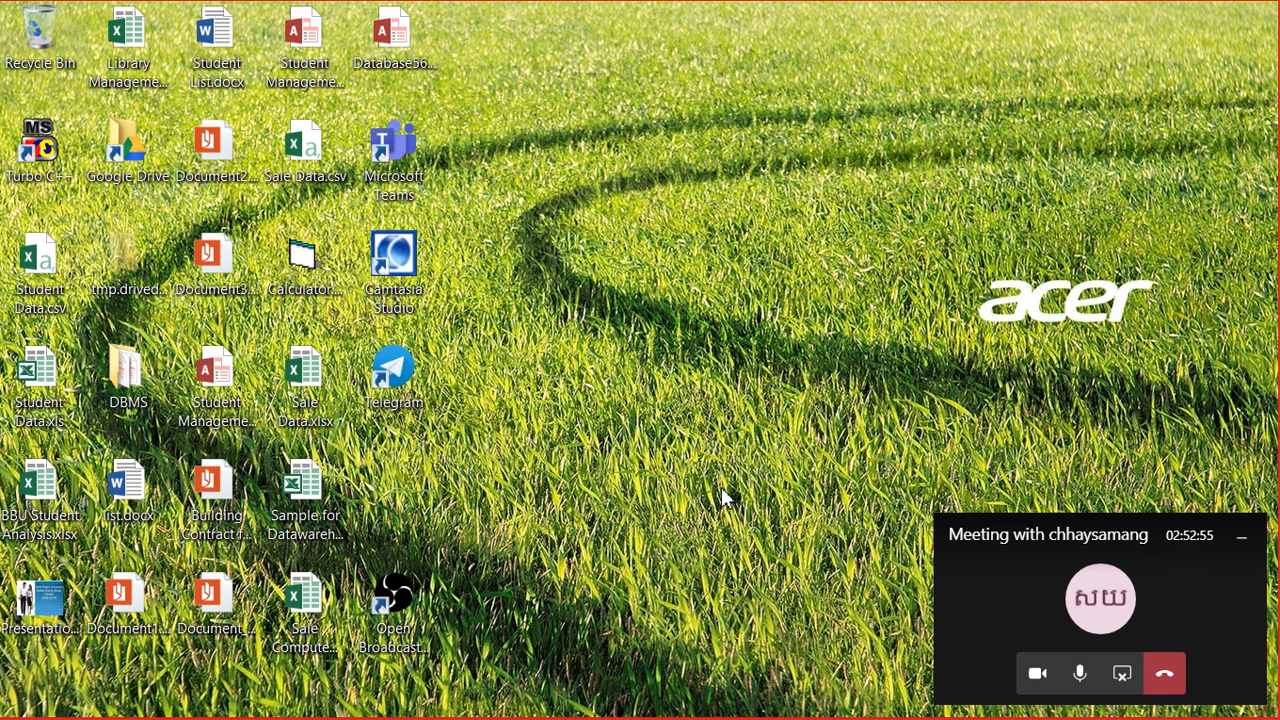 Recycle Bin
Library
Manageme...
Student
List.docx
Student
Manageme...
Database56...
MS
Turbo C++
Google Drive
Document2....
Sale Data.csv
Microsoft
Teams
Student
Data.csv
.tmp.drived...
Document3....
Calculator....
Camtasia
Studio
Student
Data.xls
DBMS
Student
Manageme...
Sale
Data.xlsx
Telegram
BBU Student
Analysis.xlsx
list.docx
Building
Contract f...
Sample for
Datawareh...
Presentatio...
Document1....
Document_...
Sale
Compute...
Open
Broadcast...
acer
Meeting with chhaysamang 02:52:55
សយ